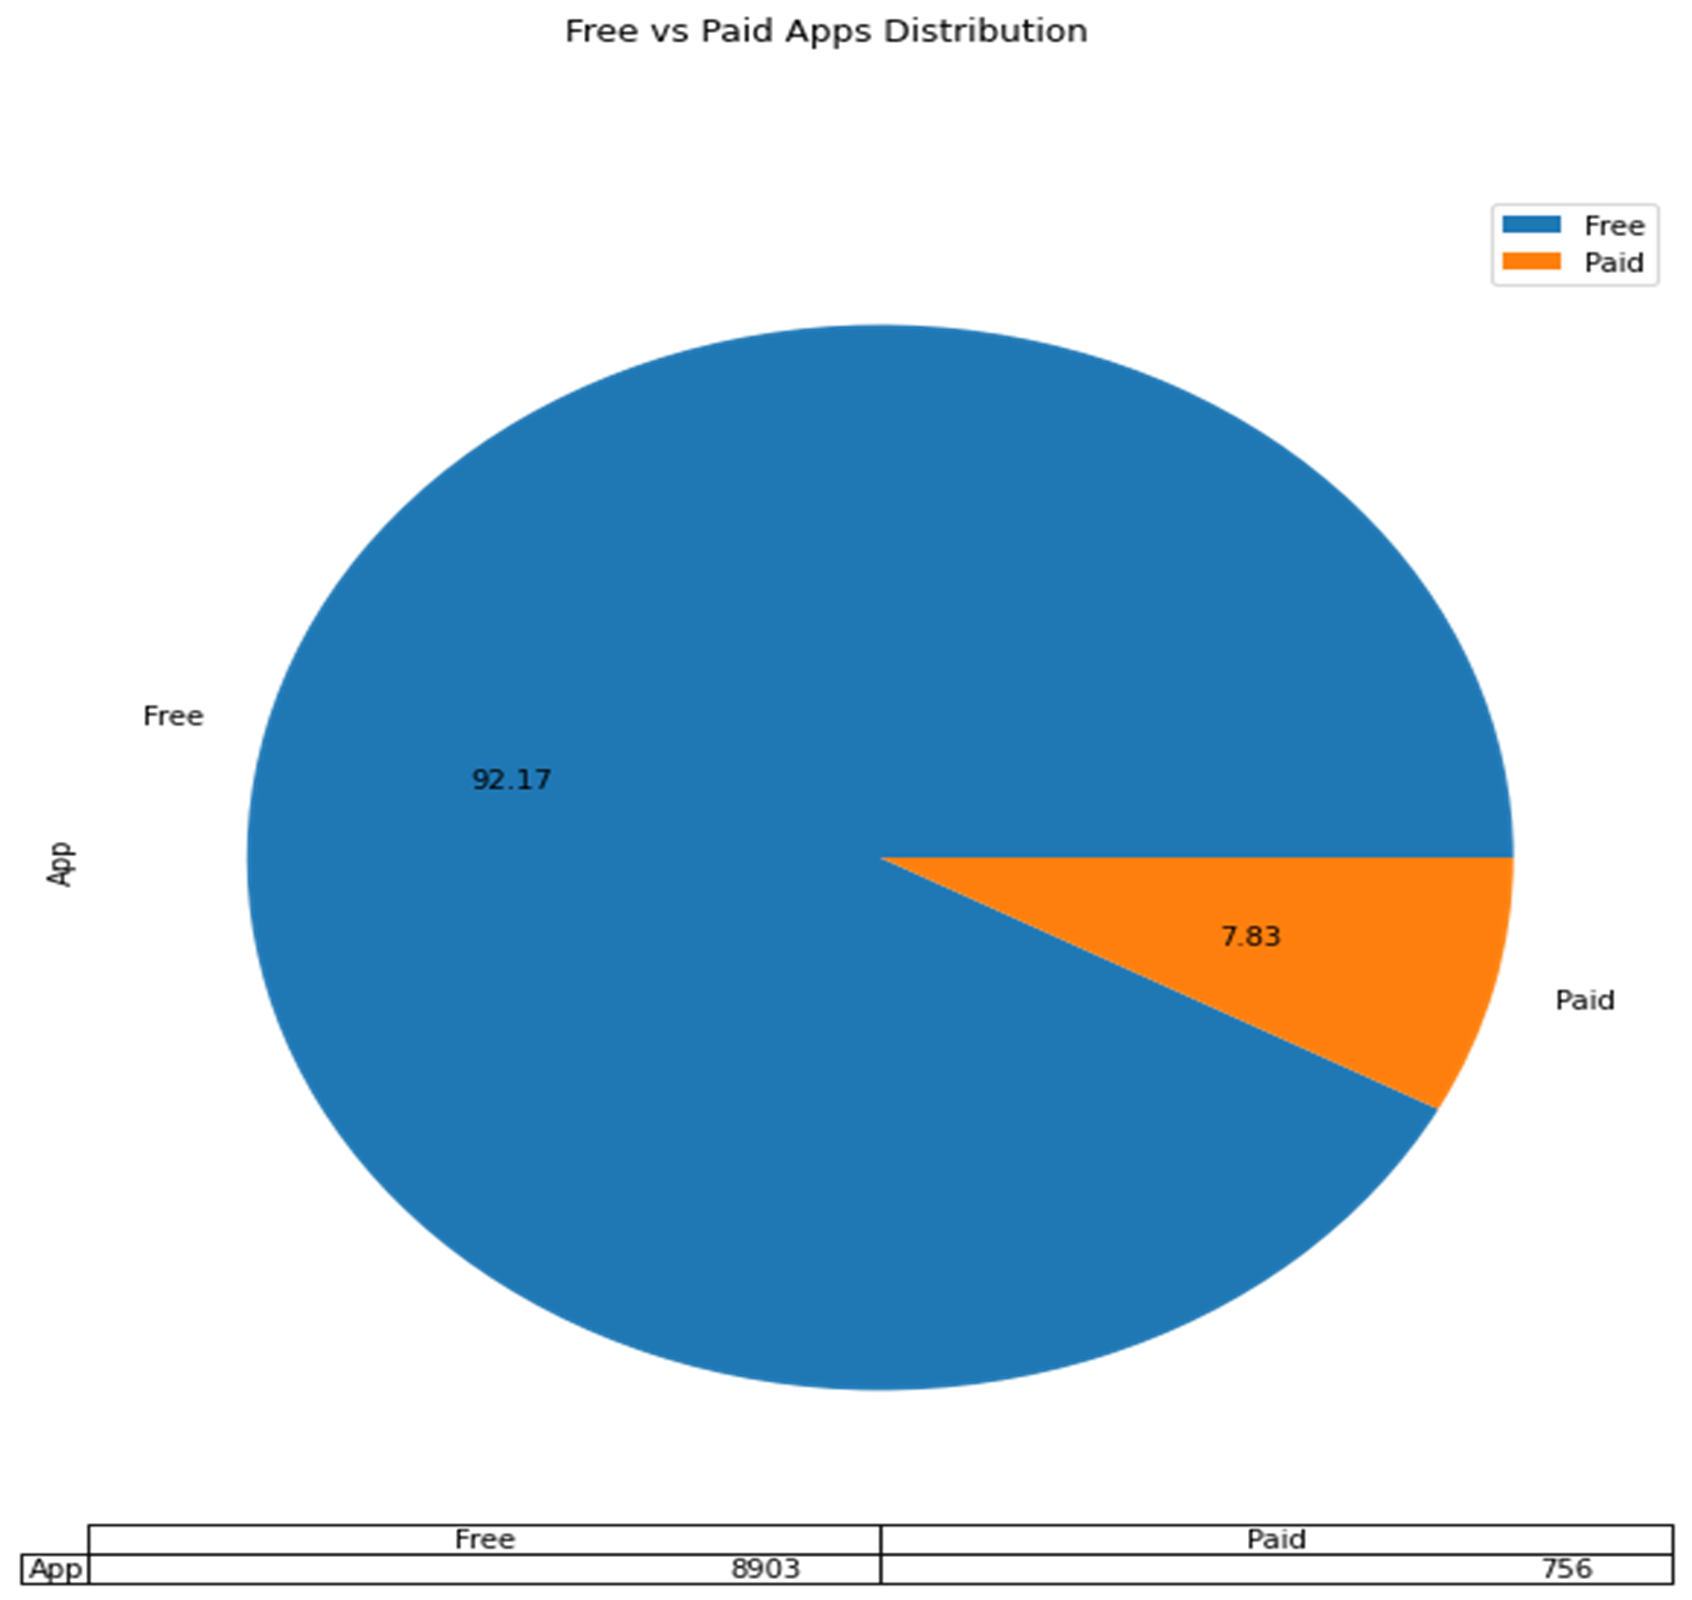 Free vs Paid Apps Distribution
Free
Paid
Free
92.17
App
7.83
Paid
Free Paid
App 8903 756